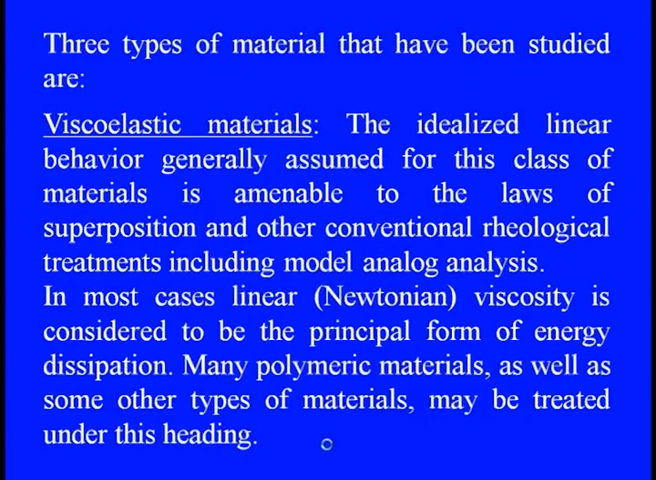 Three types of material that have been studied
are:
Viscoelastic materials: The idealized linear
behavior generally assumed for this class of
materials is amenable to the laws of
superposition and other conventional rheological
treatments including model analog analysis.
In most cases linear (Newtonian) viscosity is
considered to be the principal form of energy
dissipation. Many polymeric materials, as well as
some other types of materials, may be treated
under this heading.